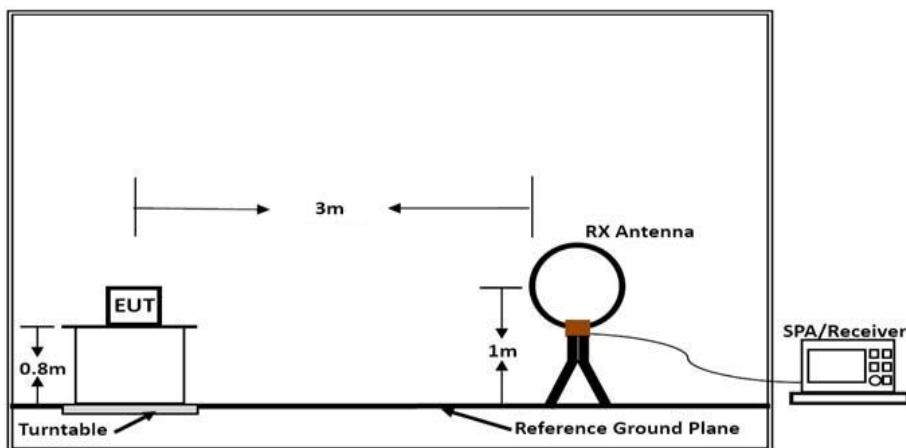 3m
RX Antenna
EUT
SPA/Receiver
0.8m
1m
Turntable
Reference Ground Plane